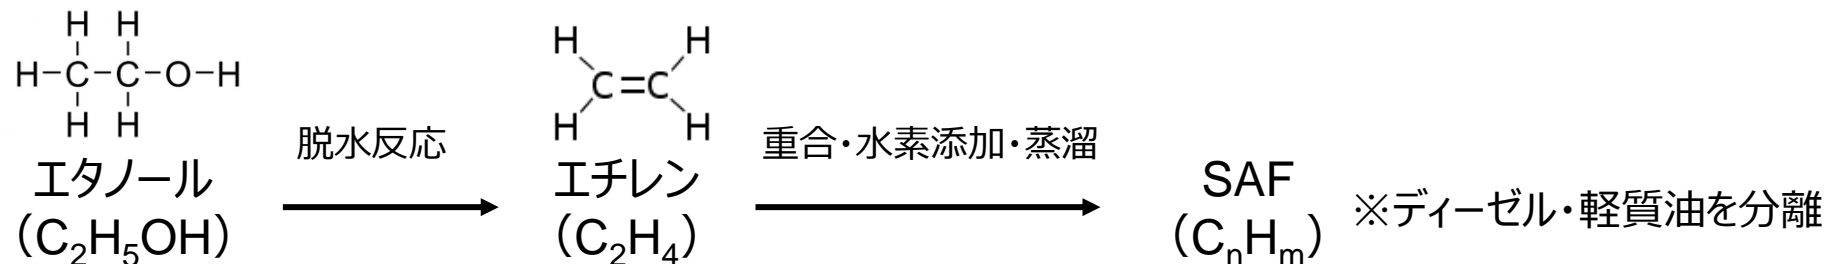 H H
H-C-C-O-H
H H
エタノール
（C₂H₅OH）
脱水反応
H H
C=C
H H
エチレン
（C₂H₄）
重合・水素添加・蒸溜
SAF
（CₙHₘ）
※ディーゼル・軽質油を分離